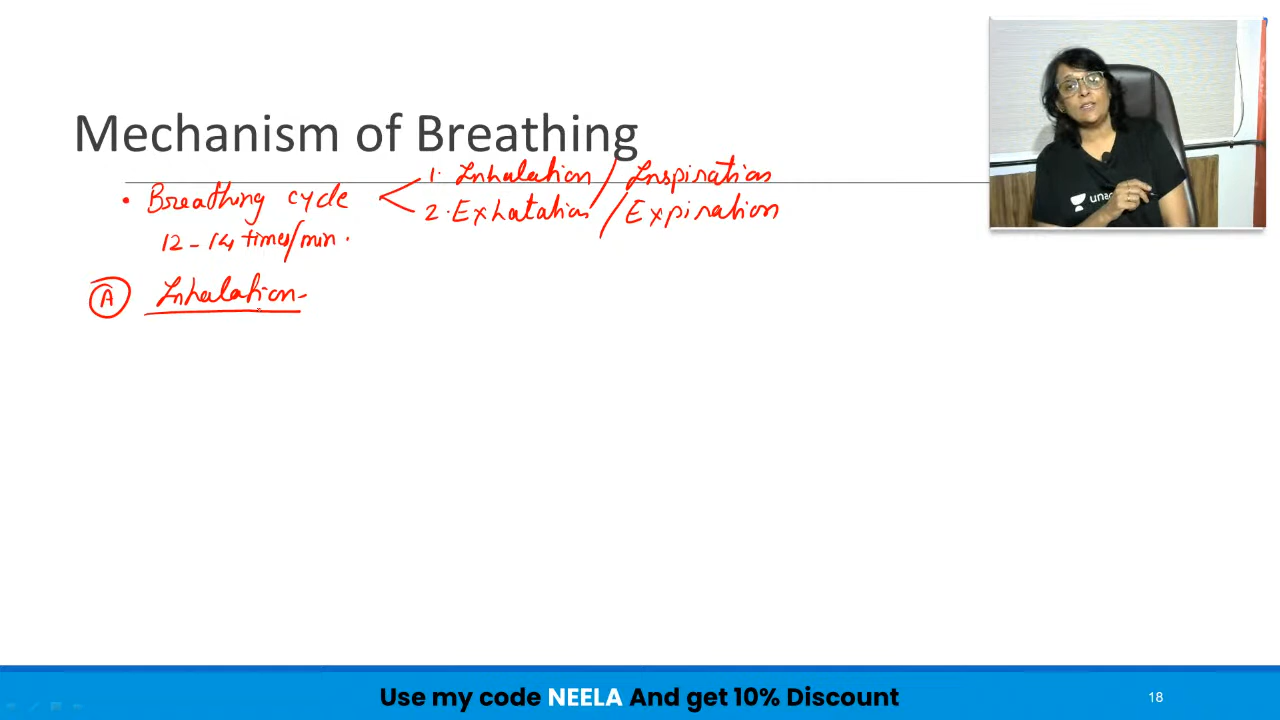 Mechanism of Breathing
• Breathing cycle
1. Inhalation / Inspiration
2. Exhalation / Expiration
12 - 14 times/min.
A Inhalation-
una
Use my code NEELA And get 10% Discount
18